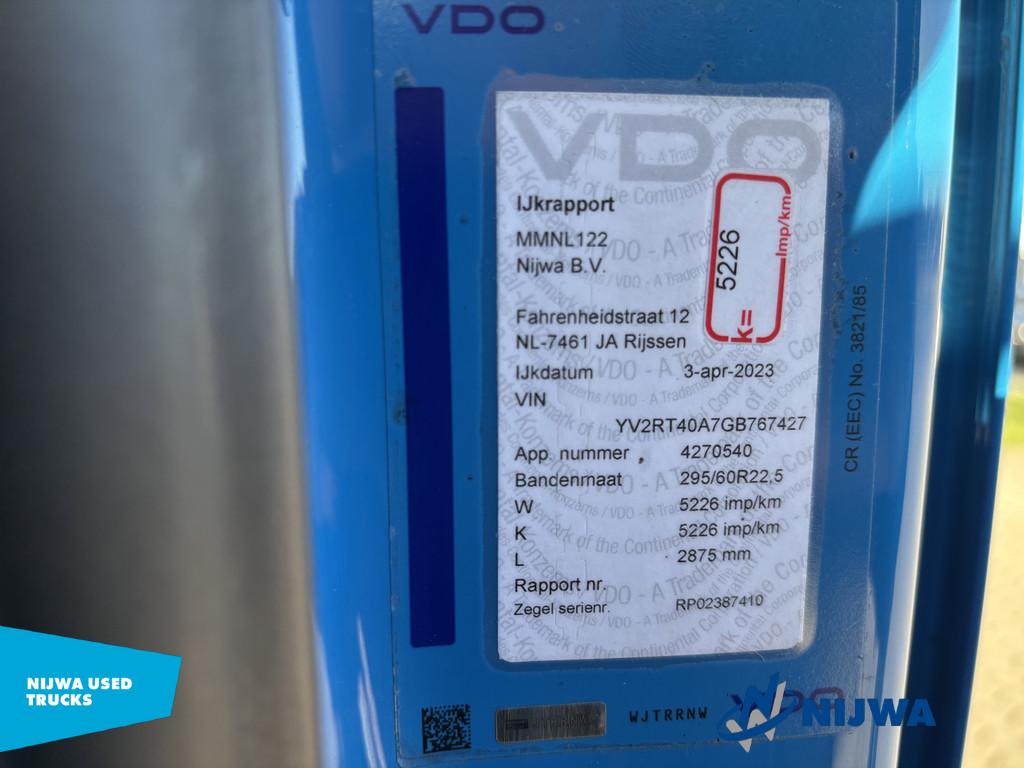 VDO
VDO
IJkrapport
MMNL122
Nijwa B.V.
k= 5226 Imp/km
Fahrenheidstraat 12
NL-7461 JA Rijssen
IJkdatum 3-apr-2023
VIN
YV2RT40A7GB767427
App. nummer 4270540
Bandenmaat 295/60R22,5
W 5226 imp/km
K 5226 imp/km
L 2875 mm
Rapport nr.
Zegel serienr. RP02387410
CR (EEC) No. 3821/85
WJTRRNW
VDO
NIJWA
NIJWA USED
TRUCKS